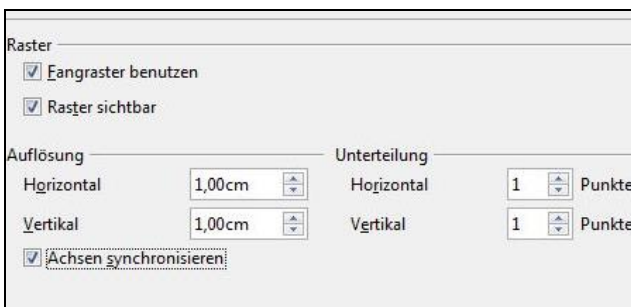 Raster
Fangraster benutzen
Raster sichtbar
Auflösung Unterteilung
Horizontal 1,00cm Horizontal 1 Punkte
Vertikal 1,00cm Vertikal 1 Punkte
Achsen synchronisieren